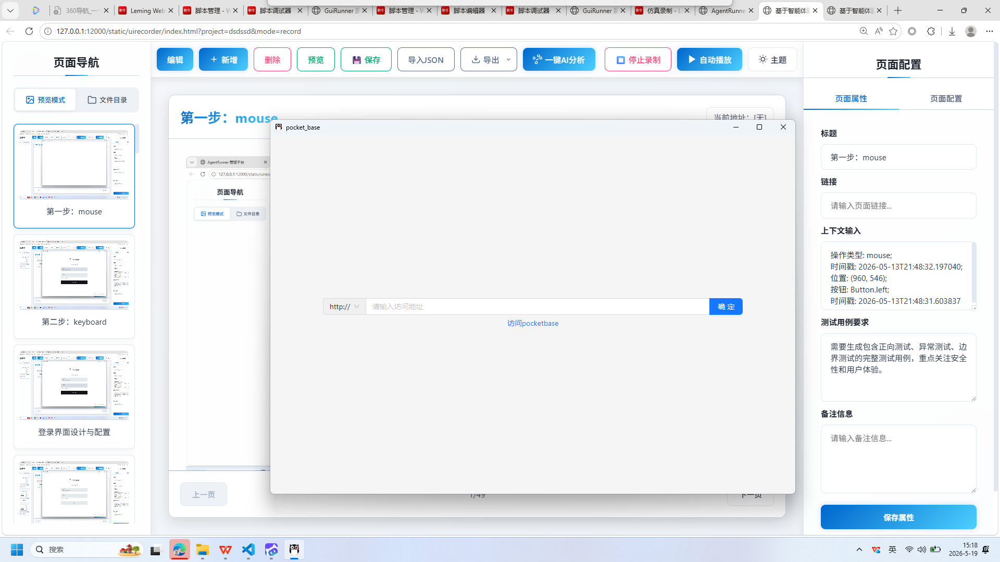 360导航_一
Leming Web
脚本管理 - W
脚本调试器
GuiRunner 测
脚本管理 - W
脚本编辑器
脚本调试器
GuiRunner 测
仿真录制 - L
AgentRunne
基于智能体
基于智能体
127.0.0.1:12000/static/uirecorder/index.html?project=dsdssd&mode=record
页面导航
预览模式
文件目录
第一步：mouse
第二步：keyboard
登录界面设计与配置
编辑
新增
删除
预览
保存
导入JSON
导出
一键AI分析
停止录制
自动播放
主题
第一步：mouse
当前地址：[无]
AgentRunner 管理平台
127.0.0.1:12000/static/uireco
页面导航
预览模式
文件目录
pocket_base
http://
请输入访问地址
确 定
访问pocketbase
上一页
1/49
下一页
页面配置
页面属性
页面配置
标题
第一步：mouse
链接
请输入页面链接...
上下文输入
操作类型: mouse;
时间戳: 2026-05-13T21:48:32.197040;
位置: (960, 546);
按钮: Button.left;
时间戳: 2026-05-13T21:48:31.603837
测试用例要求
需要生成包含正向测试、异常测试、边
界测试的完整测试用例，重点关注安全
性和用户体验。
备注信息
请输入备注信息...
保存属性
搜索
英
15:18
2026-5-19